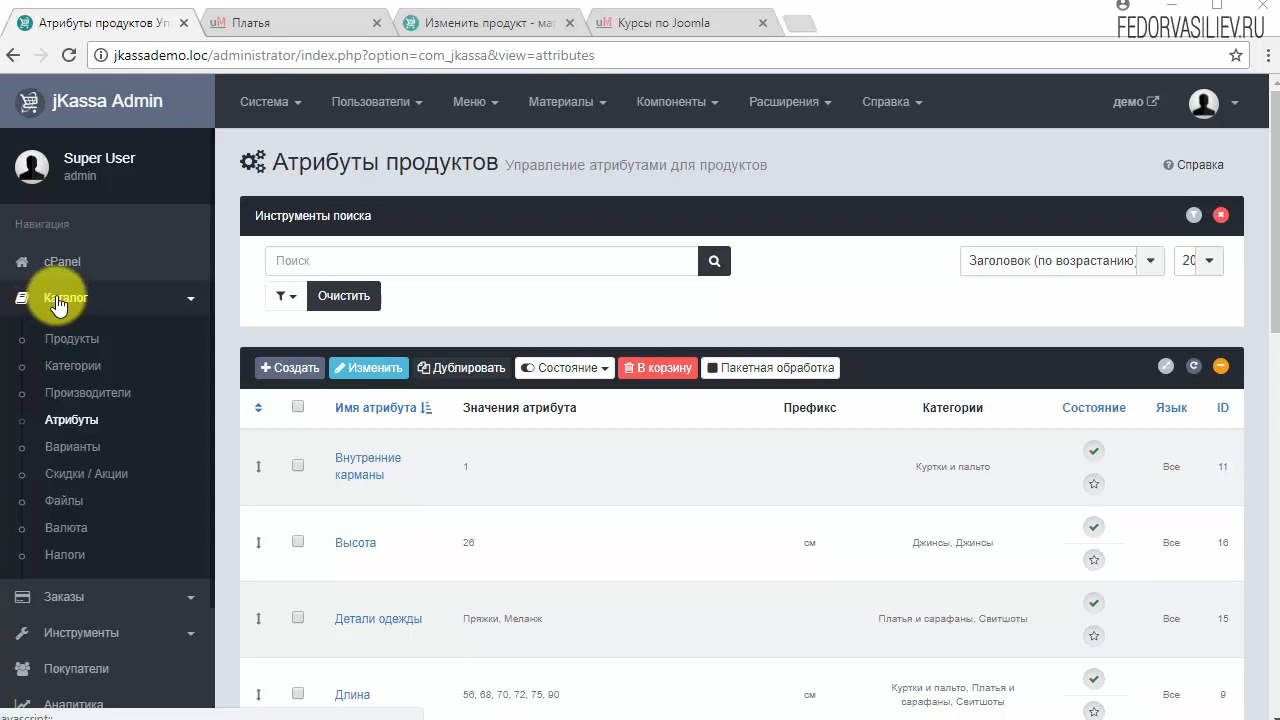 Атрибуты продуктов Уп
Платья
Изменить продукт - маг
Курсы по Joomla
FEDORVASILIEV.RU
jkassademo.loc/administrator/index.php?option=com_jkassa&view=attributes
jKassa Admin
Система
Пользователи
Меню
Материалы
Компоненты
Расширения
Справка
демо
Super User
admin
Атрибуты продуктов Управление атрибутами для продуктов
Справка
Навигация
cPanel
Каталог
Продукты
Категории
Производители
Атрибуты
Варианты
Скидки / Акции
Файлы
Валюта
Налоги
Заказы
Инструменты
Покупатели
Аналитика
Инструменты поиска
Поиск
Заголовок (по возрастанию)
20
Очистить
Создать
Изменить
Дублировать
Состояние
В корзину
Пакетная обработка
Имя атрибута
Значения атрибута
Префикс
Категории
Состояние
Язык
ID
Внутренние
карманы
1
Куртки и пальто
Все
11
Высота
26
см
Джинсы, Джинсы
Все
16
Детали одежды
Пряжки, Меланж
Платья и сарафаны, Свитшоты
Все
15
Длина
56, 68, 70, 72, 75, 90
см
Куртки и пальто, Платья и
сарафаны, Свитшоты
Все
9